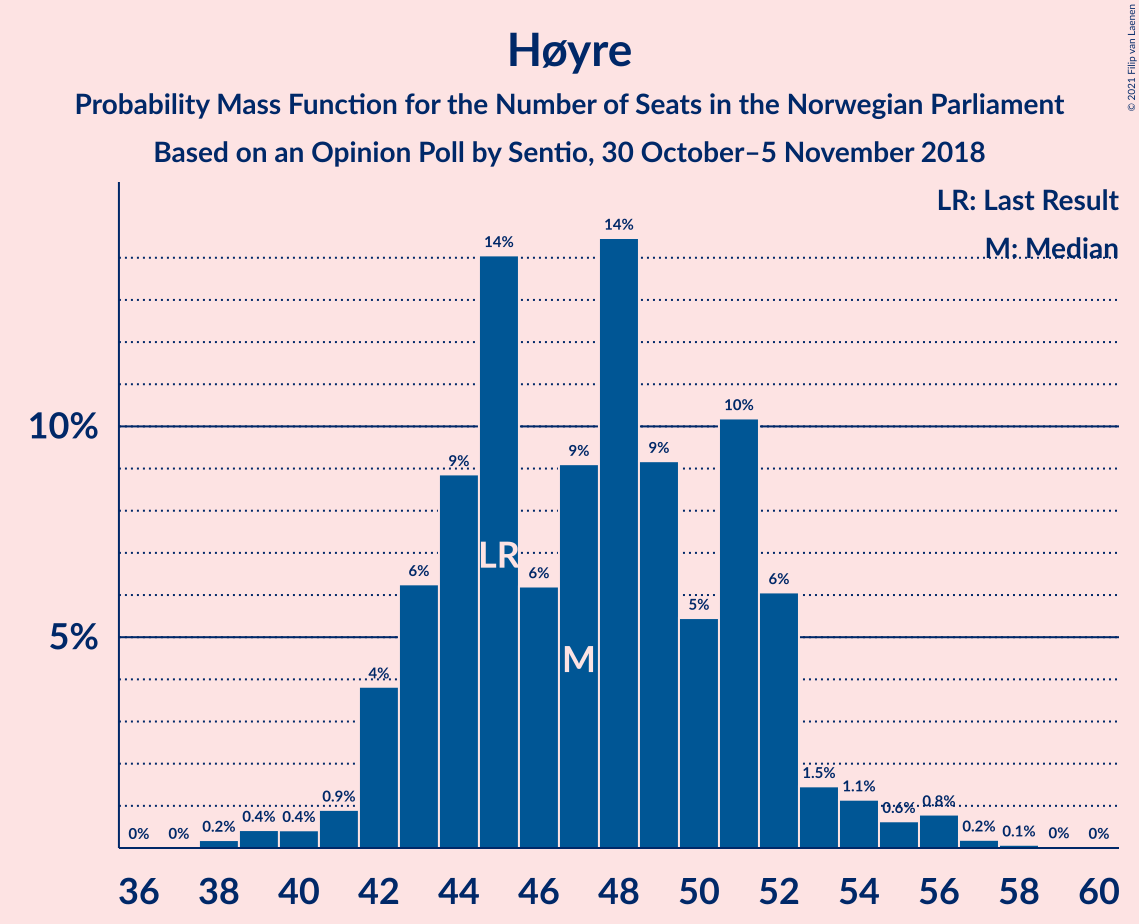 Høyre
Probability Mass Function for the Number of Seats in the Norwegian Parliament
Based on an Opinion Poll by Sentio, 30 October–5 November 2018
© 2021 Filip van Laenen
LR: Last Result
M: Median
10%
5%
0% 0% 0.2% 0.4% 0.4% 0.9% 4% 6% 9% 14% 6% 9% 14% 9% 5% 10% 6% 1.5% 1.1% 0.6% 0.8% 0.2% 0.1% 0% 0%
LR
M
36 38 40 42 44 46 48 50 52 54 56 58 60